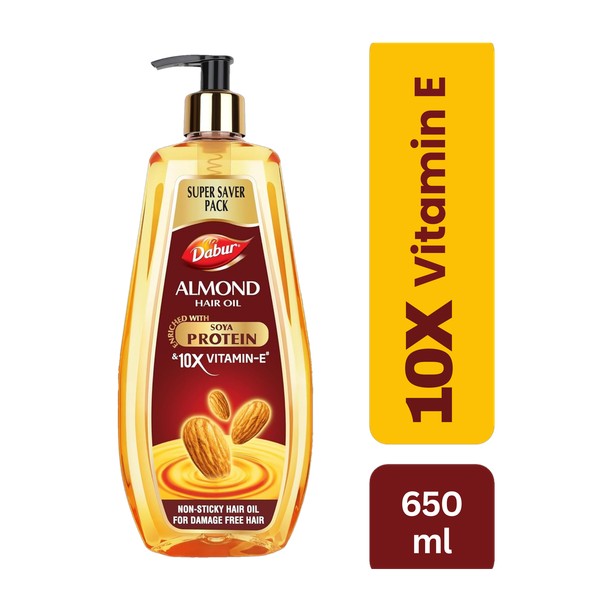 SUPER SAVER
PACK
Dabur
ALMOND
HAIR OIL
ENRICHED WITH
SOYA
PROTEIN
& 10X VITAMIN-E#
NON-STICKY HAIR OIL
FOR DAMAGE FREE HAIR
10X Vitamin E
650
ml